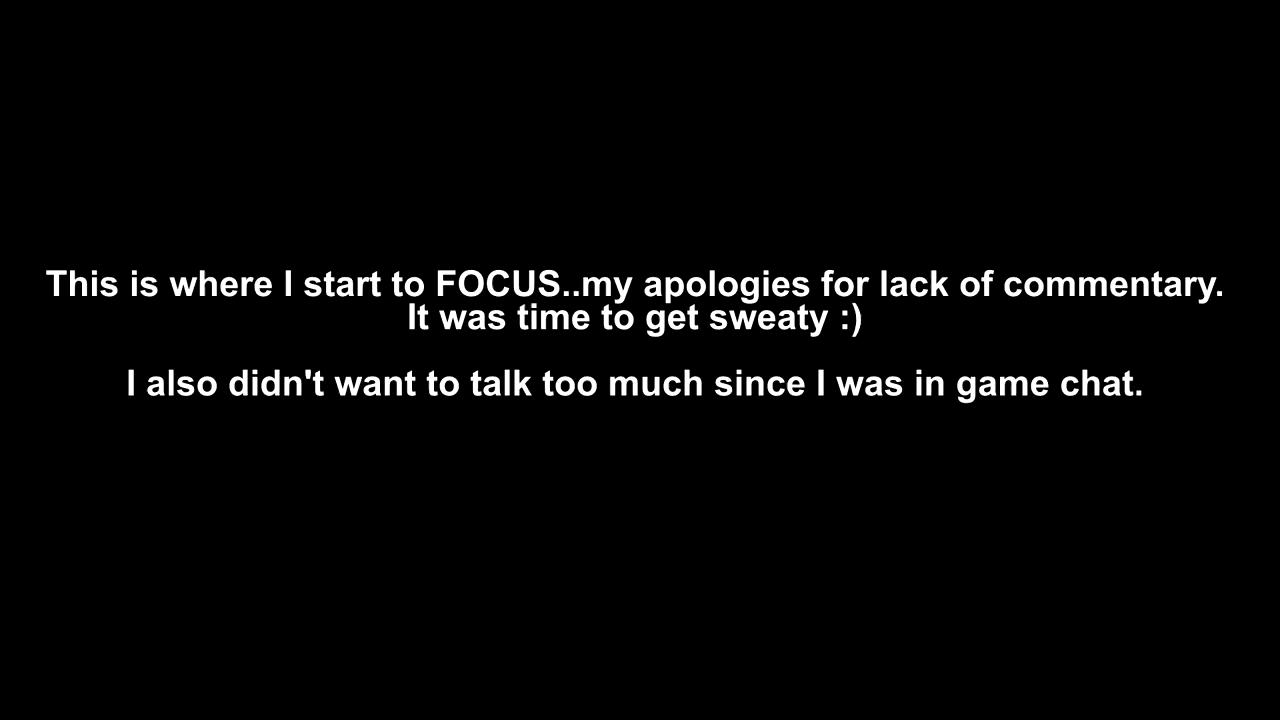 This is where I start to FOCUS..my apologies for lack of commentary.
It was time to get sweaty :)
I also didn't want to talk too much since I was in game chat.